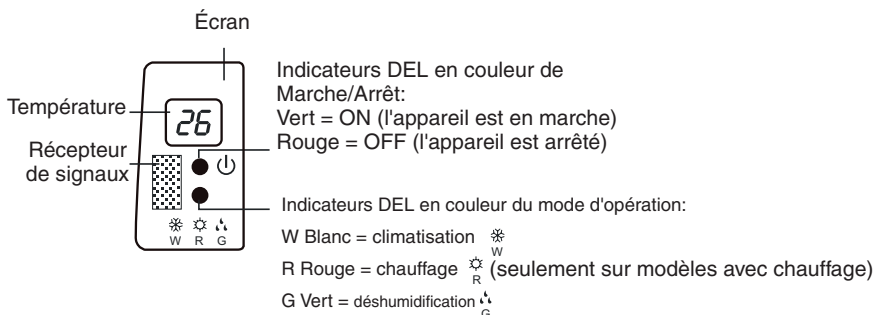 Écran
Indicateurs DEL en couleur de
Marche/Arrêt:
Vert = ON (l'appareil est en marche)
Rouge = OFF (l'appareil est arrêté)
Température
26
Récepteur
de signaux
W R G
Indicateurs DEL en couleur du mode d'opération:
W Blanc = climatisation
W
R Rouge = chauffage (seulement sur modèles avec chauffage)
R
G Vert = déshumidification
G